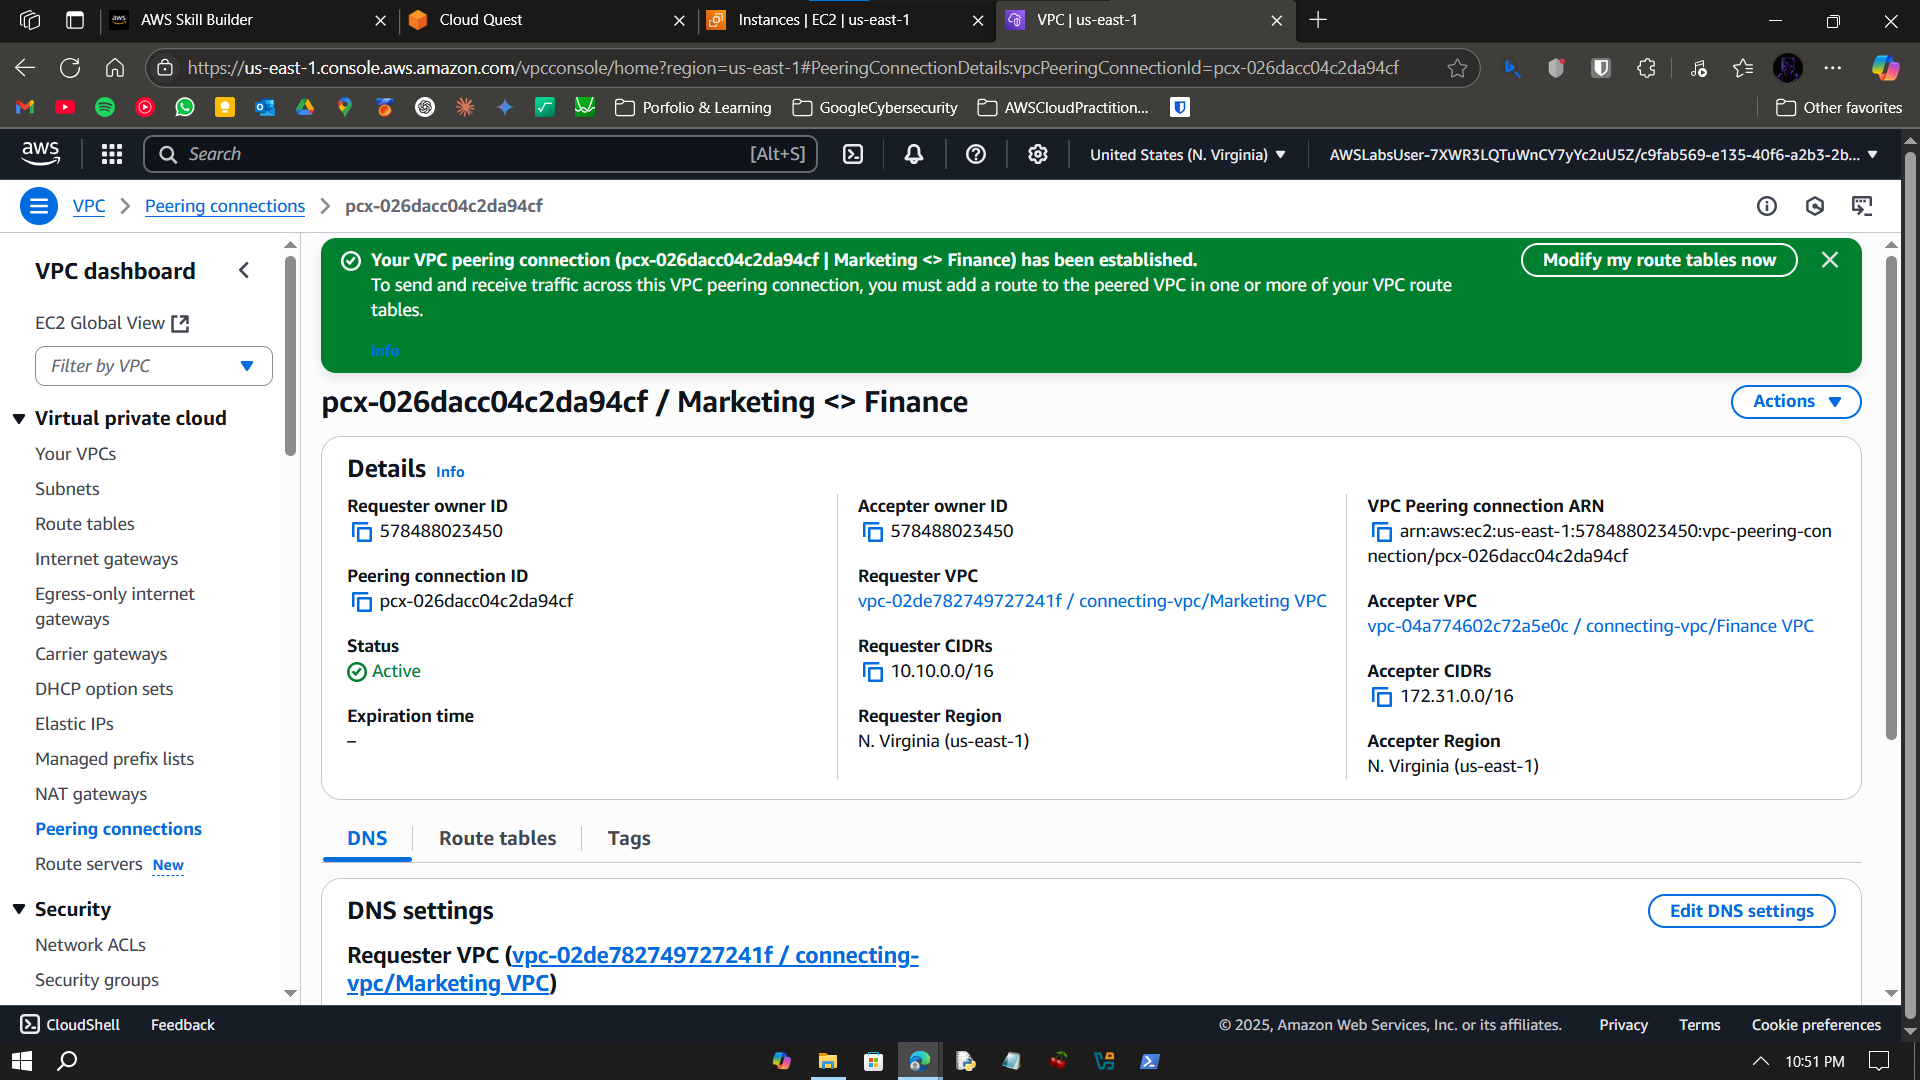 AWS Skill Builder
Cloud Quest
Instances | EC2 | us-east-1
VPC | us-east-1
https://us-east-1.console.aws.amazon.com/vpcconsole/home?region=us-east-1#PeeringConnectionDetails:vpcPeeringConnectionId=pcx-026dacc04c2da94cf
Porfolio & Learning
GoogleCybersecurity
AWSCloudPractition...
Other favorites
aws
Search
[Alt+S]
United States (N. Virginia)
AWSLabsUser-7XWR3LQTuWnCY7yYc2uU5Z/c9fab569-e135-40f6-a2b3-2b...
VPC
Peering connections
pcx-026dacc04c2da94cf
VPC dashboard
EC2 Global View
Filter by VPC
Virtual private cloud
Your VPCs
Subnets
Route tables
Internet gateways
Egress-only internet
gateways
Carrier gateways
DHCP option sets
Elastic IPs
Managed prefix lists
NAT gateways
Peering connections
Route servers New
Security
Network ACLs
Security groups
Your VPC peering connection (pcx-026dacc04c2da94cf | Marketing <> Finance) has been established.
To send and receive traffic across this VPC peering connection, you must add a route to the peered VPC in one or more of your VPC route
tables.
Info
Modify my route tables now
pcx-026dacc04c2da94cf / Marketing <> Finance
Actions
Details Info
Requester owner ID
578488023450
Peering connection ID
pcx-026dacc04c2da94cf
Status
Active
Expiration time
–
Accepter owner ID
578488023450
Requester VPC
vpc-02de782749727241f / connecting-vpc/Marketing VPC
Requester CIDRs
10.10.0.0/16
Requester Region
N. Virginia (us-east-1)
VPC Peering connection ARN
arn:aws:ec2:us-east-1:578488023450:vpc-peering-con
nection/pcx-026dacc04c2da94cf
Accepter VPC
vpc-04a774602c72a5e0c / connecting-vpc/Finance VPC
Accepter CIDRs
172.31.0.0/16
Accepter Region
N. Virginia (us-east-1)
DNS
Route tables
Tags
DNS settings
Edit DNS settings
Requester VPC (vpc-02de782749727241f / connecting-
vpc/Marketing VPC)
CloudShell
Feedback
© 2025, Amazon Web Services, Inc. or its affiliates.
Privacy
Terms
Cookie preferences
10:51 PM